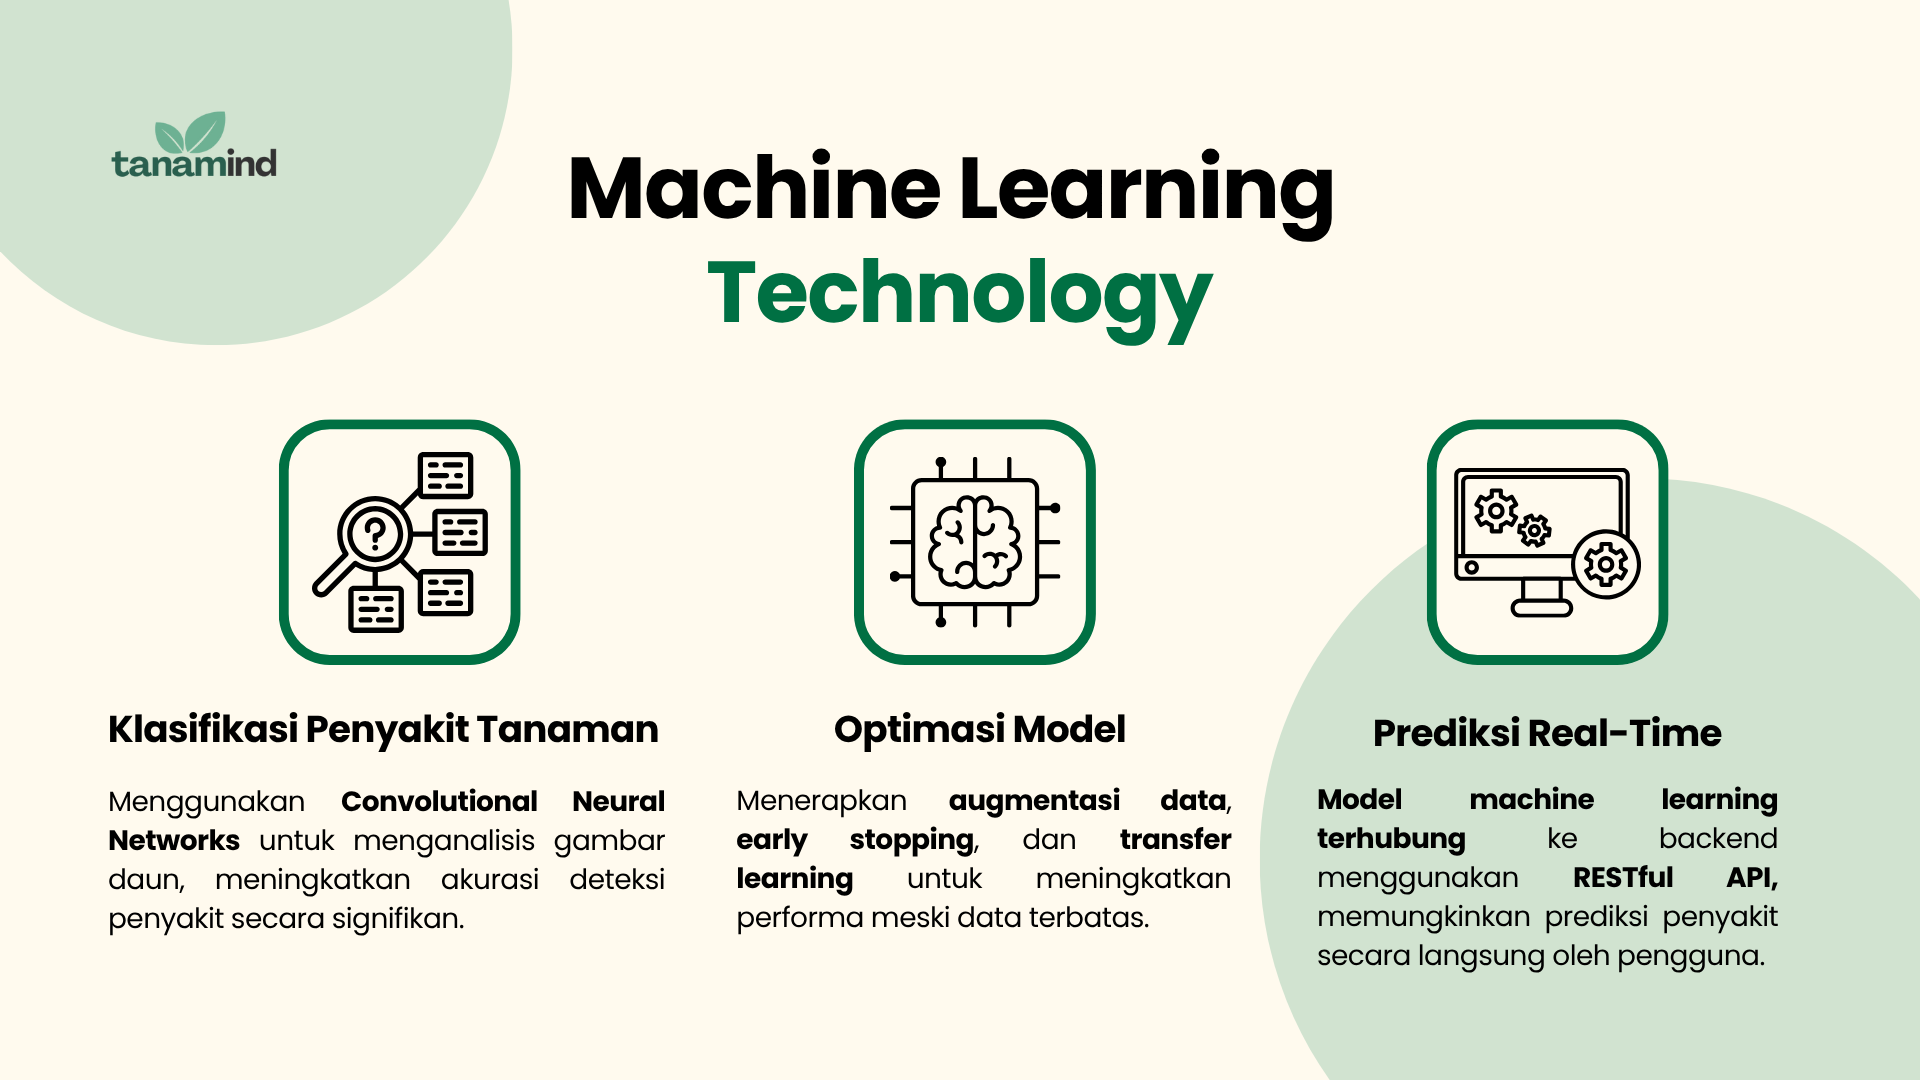 tanamind
Machine Learning
Technology
?
Klasifikasi Penyakit Tanaman
Menggunakan Convolutional Neural
Networks untuk menganalisis gambar
daun, meningkatkan akurasi deteksi
penyakit secara signifikan.
Optimasi Model
Menerapkan augmentasi data,
early stopping, dan transfer
learning untuk meningkatkan
performa meski data terbatas.
Prediksi Real-Time
Model machine learning
terhubung ke backend
menggunakan RESTful API,
memungkinkan prediksi penyakit
secara langsung oleh pengguna.